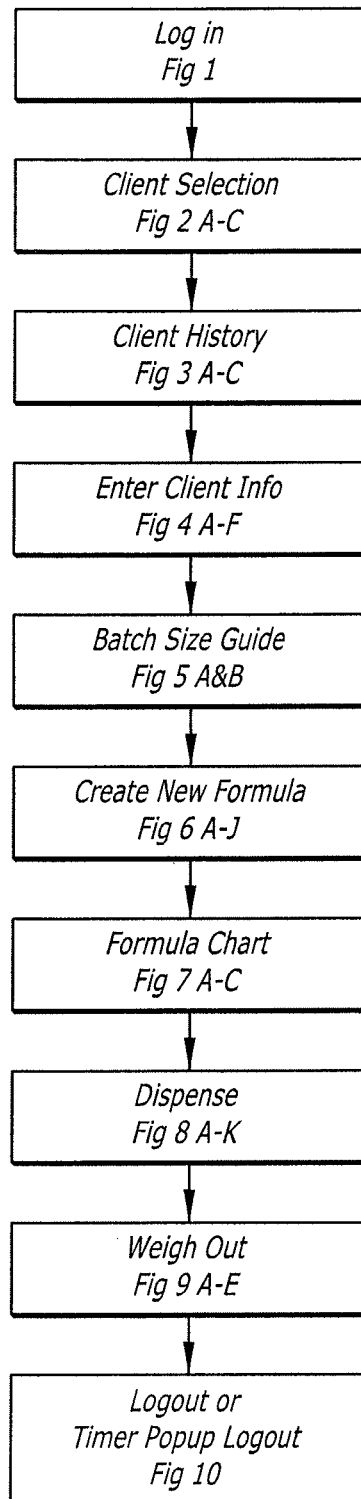 Log in
Fig 1
Client Selection
Fig 2 A-C
Client History
Fig 3 A-C
Enter Client Info
Fig 4 A-F
Batch Size Guide
Fig 5 A&B
Create New Formula
Fig 6 A-J
Formula Chart
Fig 7 A-C
Dispense
Fig 8 A-K
Weigh Out
Fig 9 A-E
Logout or
Timer Popup Logout
Fig 10